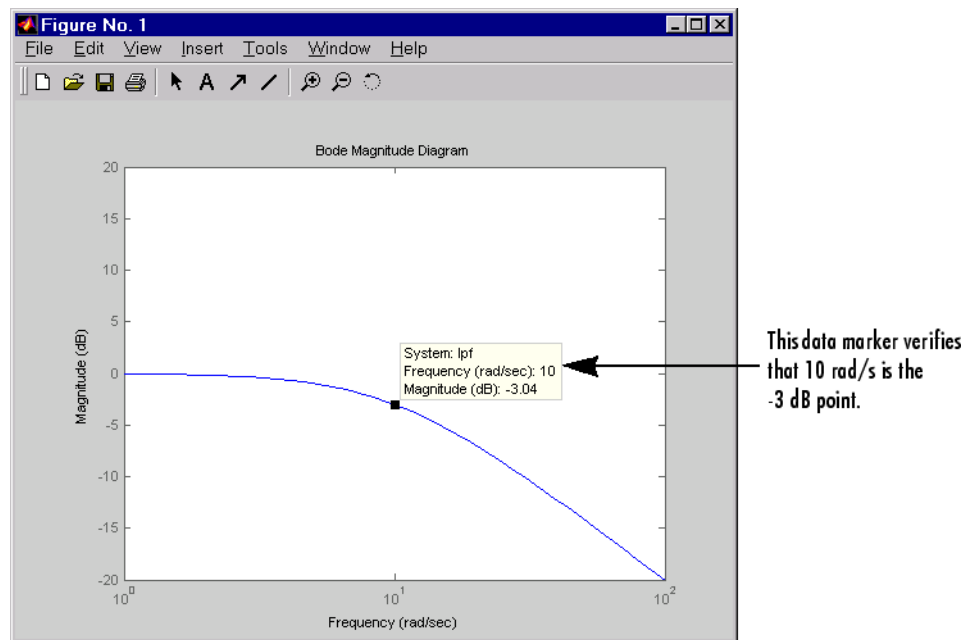 Figure No. 1
File Edit View Insert Tools Window Help
A
Bode Magnitude Diagram
20
15
10
5
0
-5
-10
-15
-20
Magnitude (dB)
System: lpf
Frequency (rad/sec): 10
Magnitude (dB): -3.04
10^0 10^1 10^2
Frequency (rad/sec)
This data marker verifies
that 10 rad/s is the
-3 dB point.